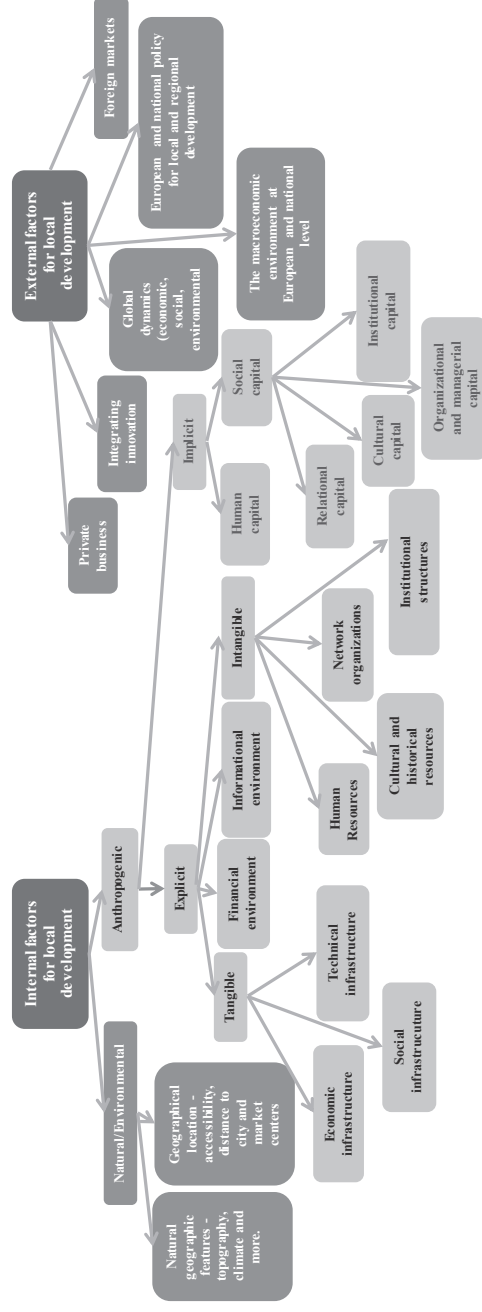 Internal factors
for local
development
Natural/Environmental
Natural
geographic
features -
topography,
climate and
more.
Geographical
location -
accessibility,
distance to
city and
market
centers
Anthropogenic
Explicit
Tangible
Economic
infrastructure
Social
infrastrucuture
Technical
infrastructure
Financial
environment
Informational
environment
Intangible
Human
Resources
Cultural and
historical
resources
Network
organizations
Institutional
structures
Implicit
Human
capital
Social
capital
Relational
capital
Cultural
capital
Organizational
and managerial
capital
Institutional
capital
External factors
for local
development
Private
business
Integrating
innovation
Global
dynamics
(economic,
social,
environmental
The macroeconomic
environment at
European and national
level
European and national policy
for local and regional
development
Foreign markets